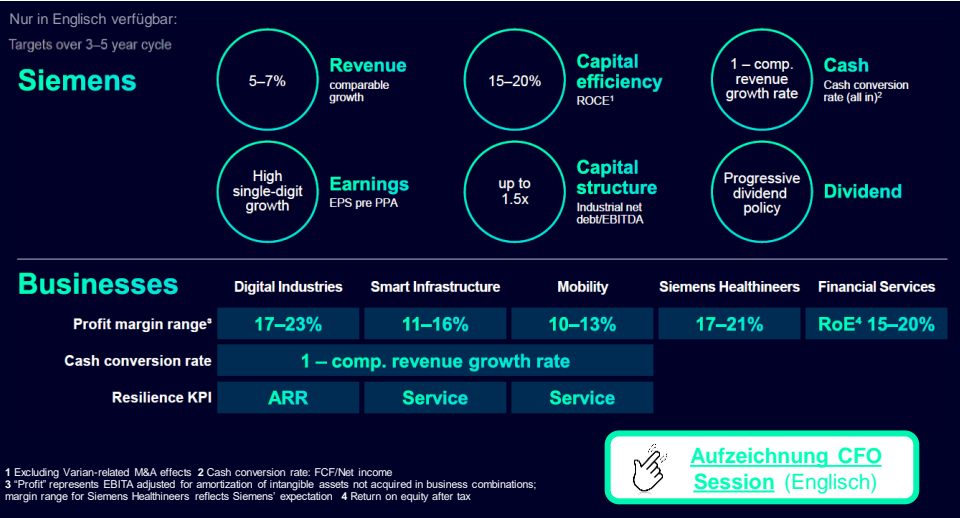 Nur in Englisch verfügbar:
Targets over 3–5 year cycle
Siemens
5–7%
Revenue
comparable
growth
15–20%
Capital
efficiency
ROCE¹
1 – comp.
revenue
growth rate
Cash
Cash conversion
rate (all in)²
High
single-digit
growth
Earnings
EPS pre PPA
up to
1.5x
Capital
structure
Industrial net
debt/EBITDA
Progressive
dividend
policy
Dividend
Businesses
Digital Industries Smart Infrastructure Mobility Siemens Healthineers Financial Services
Profit margin range³ 17–23% 11–16% 10–13% 17–21% RoE⁴ 15–20%
Cash conversion rate 1 – comp. revenue growth rate
Resilience KPI ARR Service Service
1 Excluding Varian-related M&A effects 2 Cash conversion rate: FCF/Net income
3 “Profit” represents EBITA adjusted for amortization of intangible assets not acquired in business combinations;
margin range for Siemens Healthineers reflects Siemens’ expectation 4 Return on equity after tax
Aufzeichnung CFO
Session (Englisch)